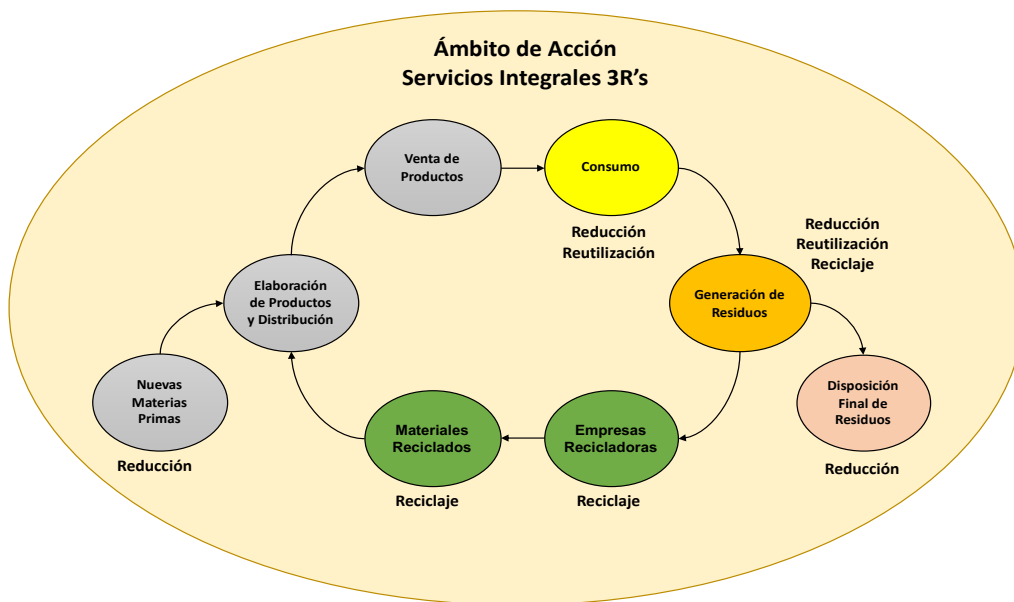 Ámbito de Acción
Servicios Integrales 3R's
Venta de
Productos
Consumo
Reducción
Reutilización
Reducción
Reutilización
Reciclaje
Elaboración
de Productos
y Distribución
Generación de
Residuos
Nuevas
Materias
Primas
Reducción
Materiales
Reciclados
Reciclaje
Empresas
Recicladoras
Reciclaje
Disposición
Final de
Residuos
Reducción